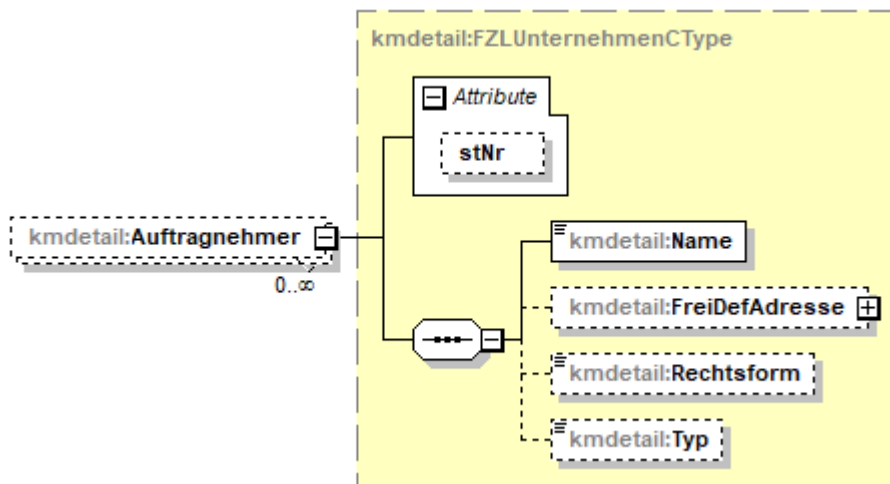 kmdetail:FZLUnternehmenCType
Attribute
stNr
kmdetail:Auftragnehmer
0..∞
kmdetail:Name
kmdetail:FreiDefAdresse
kmdetail:Rechtsform
kmdetail:Typ